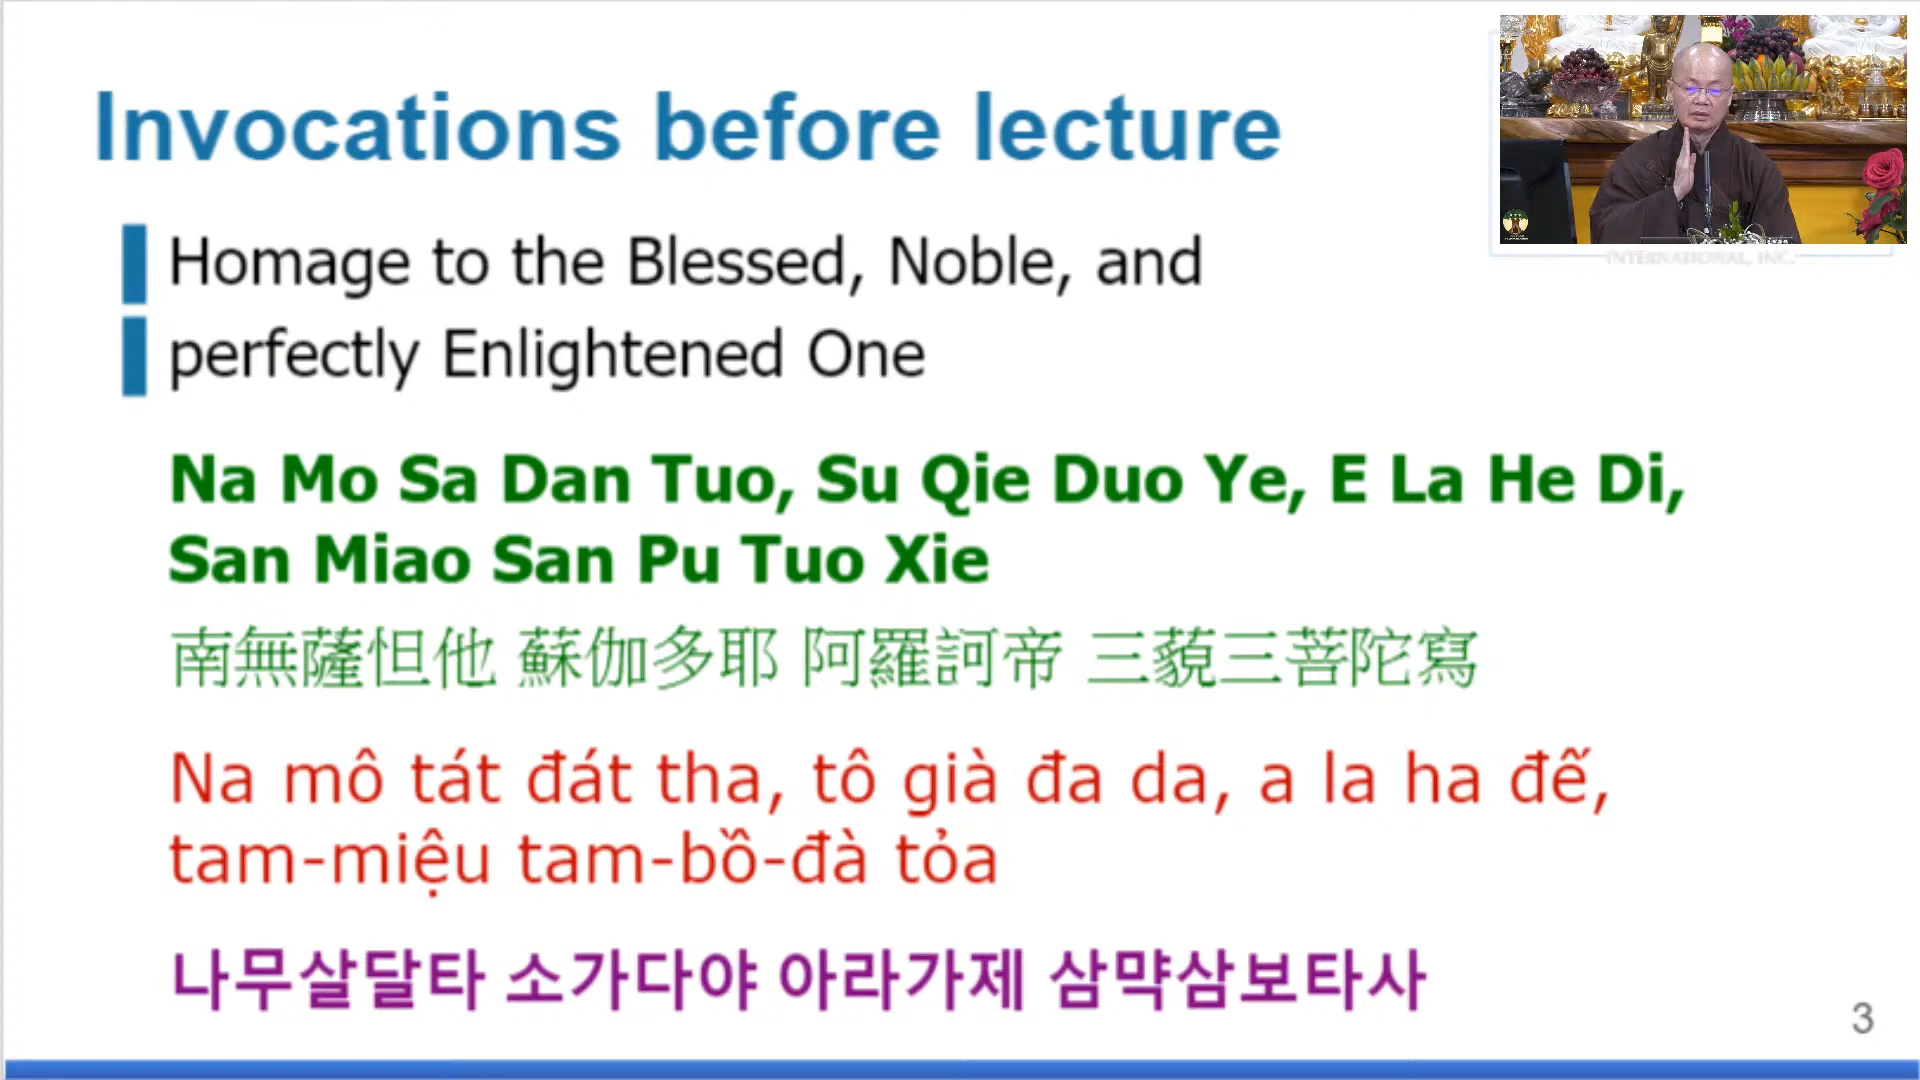 Invocations before lecture
INTERNATIONAL, INC.
Homage to the Blessed, Noble, and
perfectly Enlightened One
Na Mo Sa Dan Tuo, Su Qie Duo Ye, E La He Di,
San Miao San Pu Tuo Xie
南無薩怛他 蘇伽多耶 阿羅訶帝 三藐三菩陀寫
Na mô tát đát tha, tô già đa da, a la ha đế,
tam-miệu tam-bồ-đà tỏa
나무살달타 소가다야 아라가제 삼먁삼보타사
3